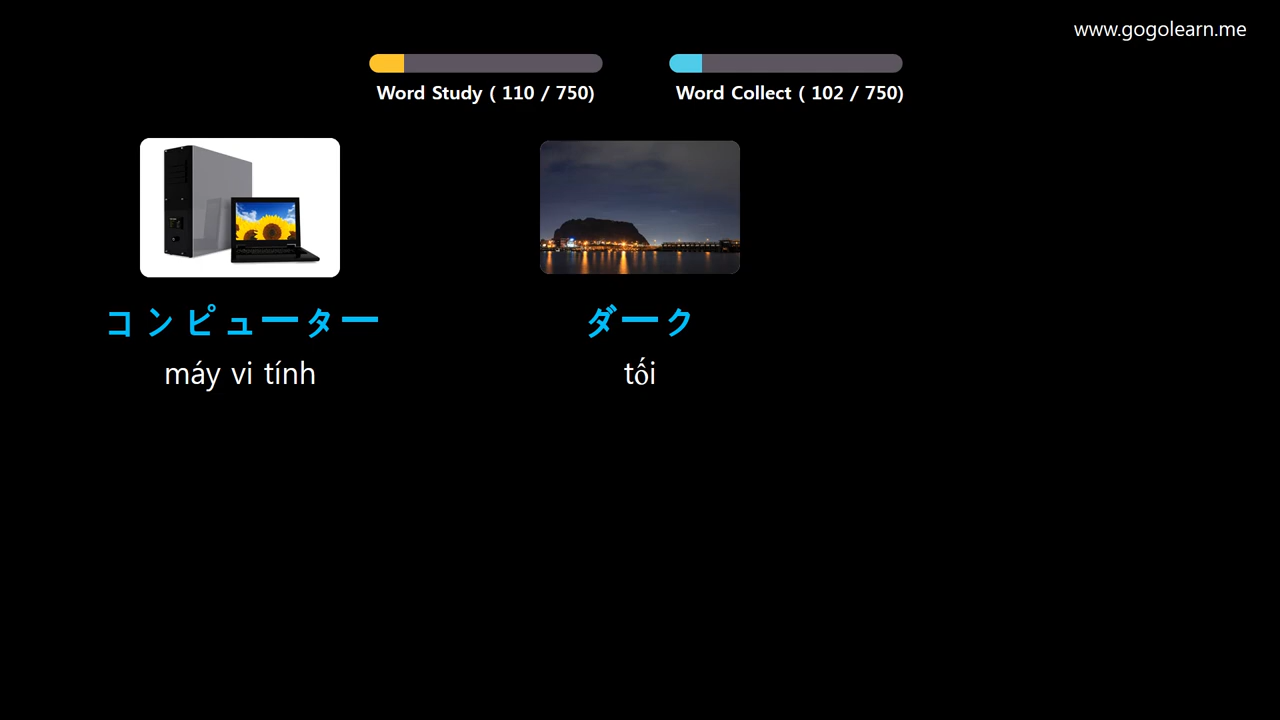 www.gogolearn.me
Word Study ( 110 / 750)
Word Collect ( 102 / 750)
コンピューター
ダーク
máy vi tính
tối